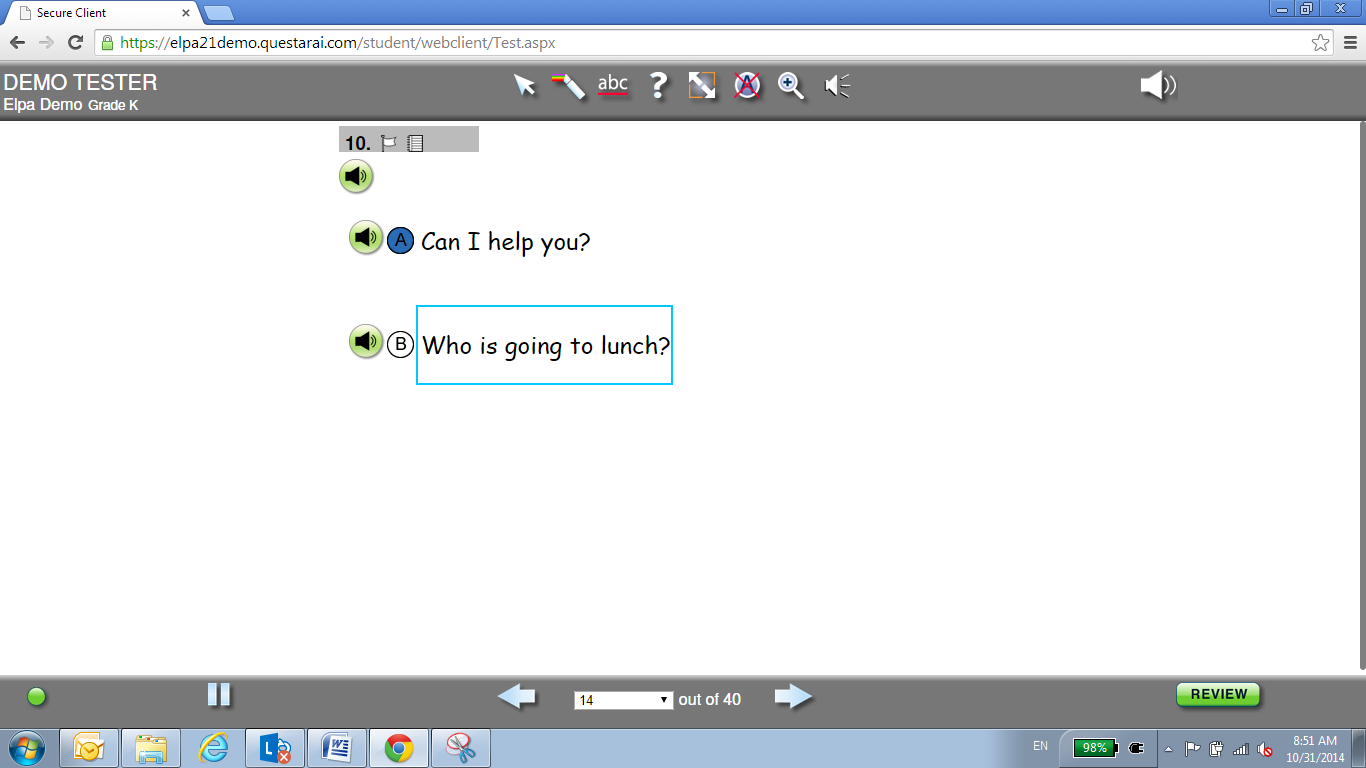 Secure Client
https://elpa21demo.questarai.com/student/webclient/Test.aspx
DEMO TESTER
Elpa Demo Grade K
abc
?
A
10.
A Can I help you?
B Who is going to lunch?
14 out of 40
REVIEW
EN
98%
8:51 AM
10/31/2014